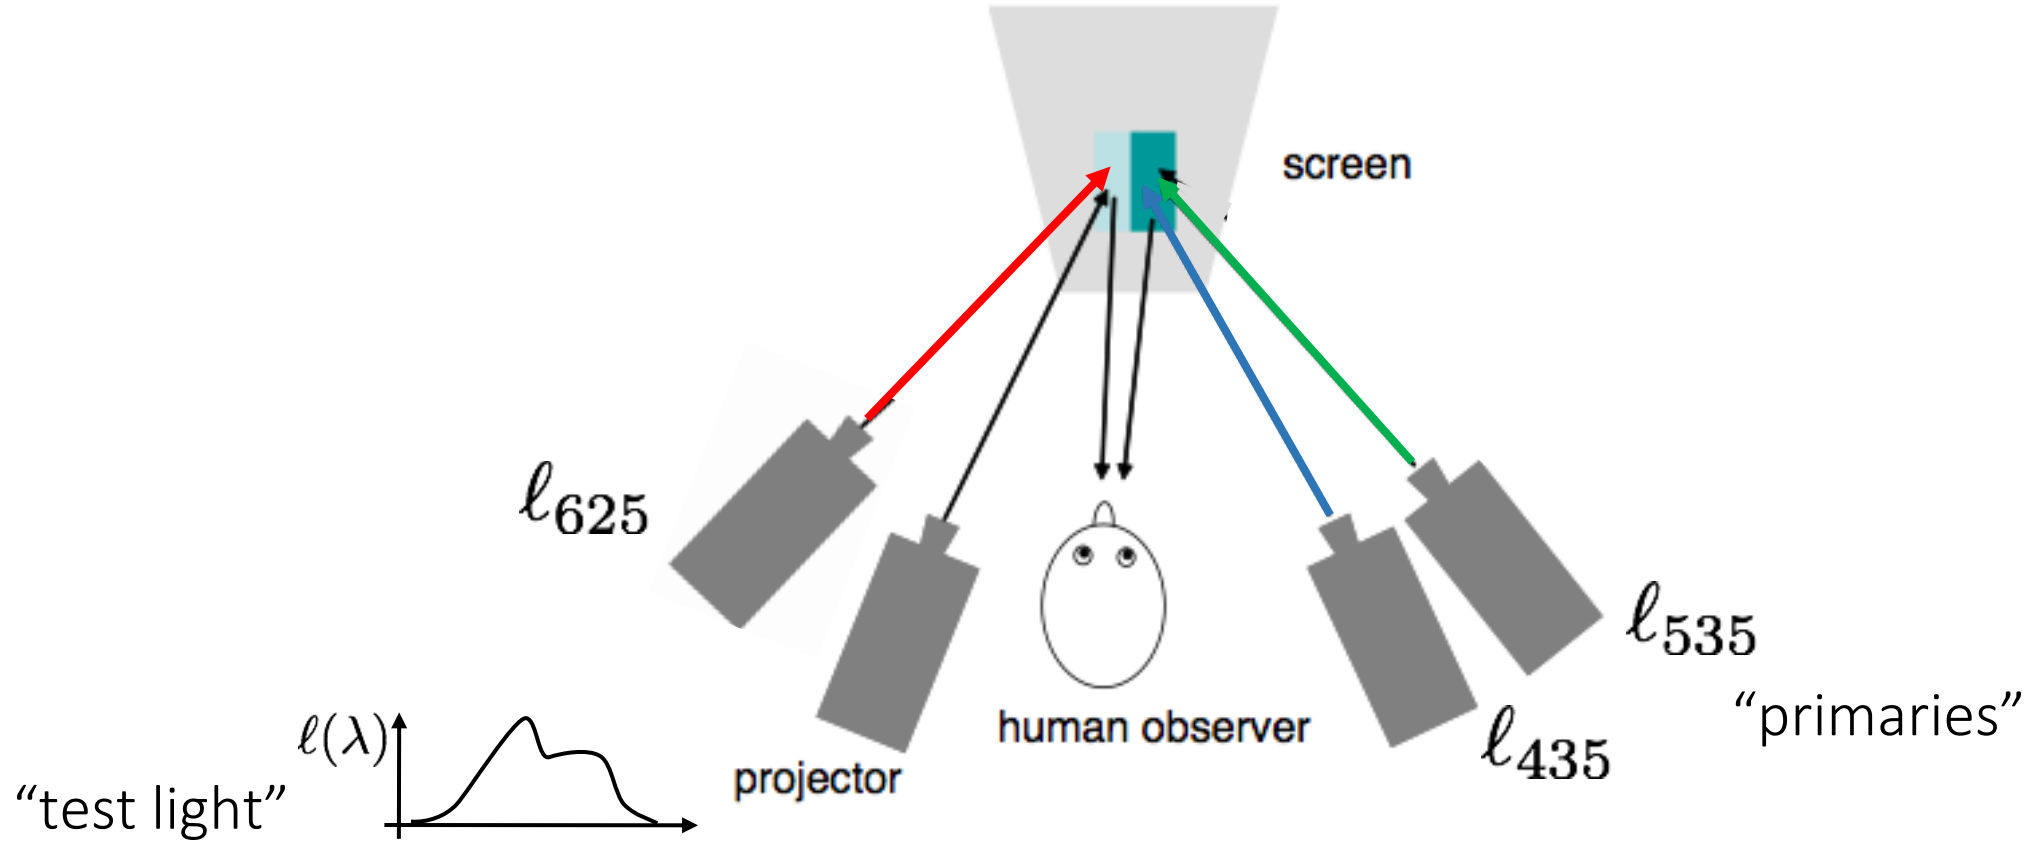 screen
ℓ625
ℓ535
"primaries"
human observer
ℓ435
ℓ(λ)
projector
“test light”